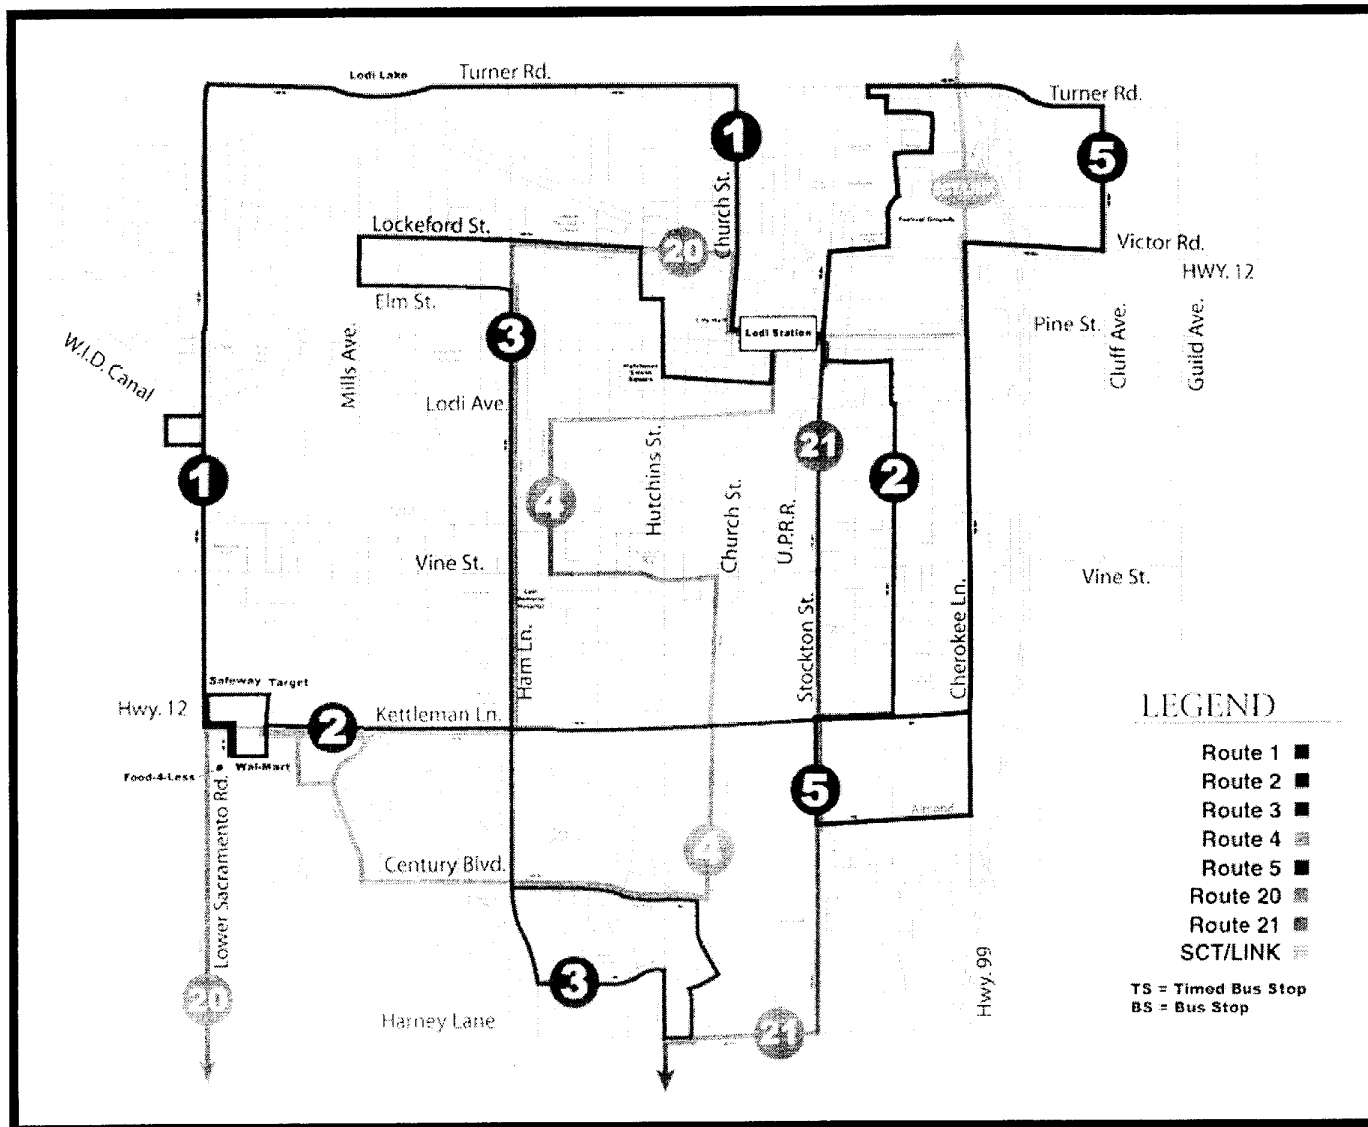 Lodi Lake
Turner Rd.
Turner Rd.
1
5
Church St.
Lockeford St.
20
Victor Rd.
HWY. 12
Elm St.
3
Lodi Station
Pine St.
Cluff Ave.
Guild Ave.
W.I.D. Canal
Mills Ave.
Lodi Ave.
1
4
Hutchins St.
Church St.
U.P.R.R.
21
2
Vine St.
Vine St.
Ham Ln.
Stockton St.
Cherokee Ln.
Safeway Target
Hwy. 12
2
Kettleman Ln.
Food-4-Less
Wal-Mart
Lower Sacramento Rd.
5
Almond
4
Century Blvd.
3
20
Harney Lane
21
Hwy. 99
LEGEND
Route 1
Route 2
Route 3
Route 4
Route 5
Route 20
Route 21
SCT/LINK
TS = Timed Bus Stop
BS = Bus Stop